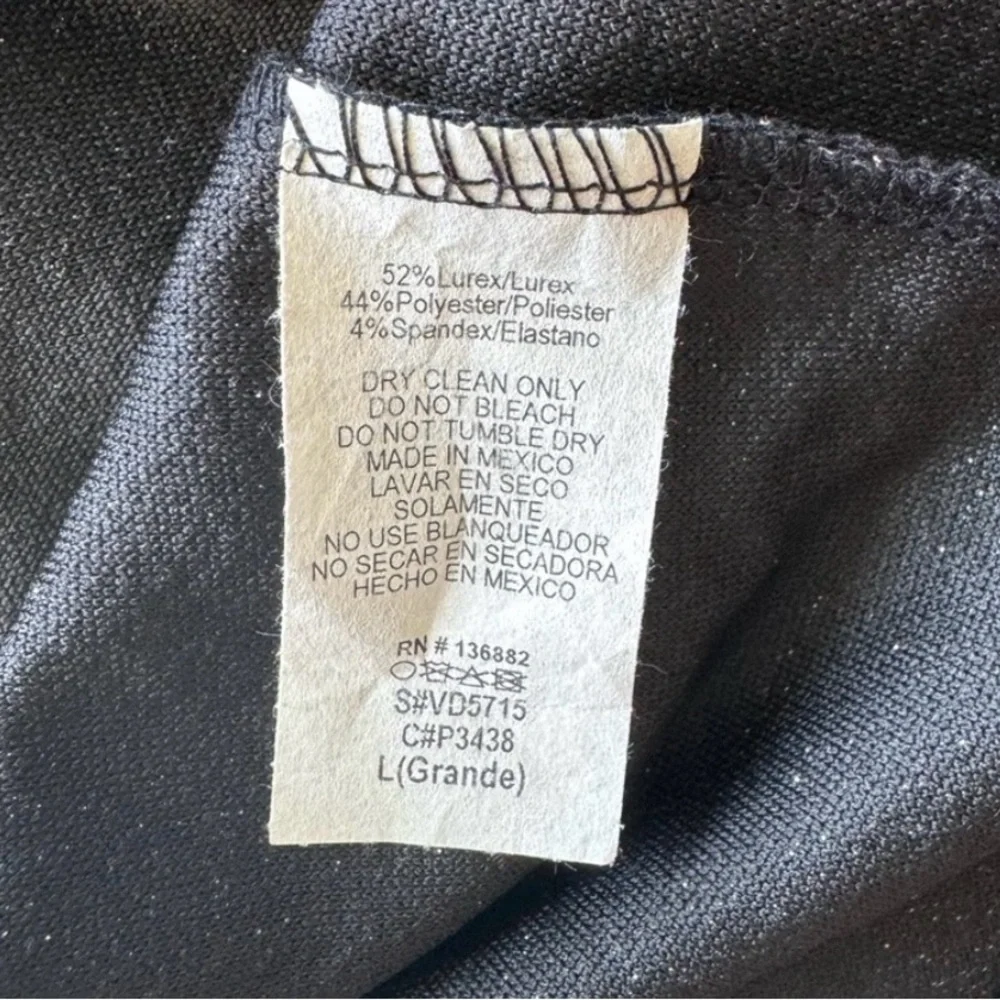 52%Lurex/Lurex
44%Polyester/Poliester
4%Spandex/Elastano
DRY CLEAN ONLY
DO NOT BLEACH
DO NOT TUMBLE DRY
MADE IN MEXICO
LAVAR EN SECO
SOLAMENTE
NO USE BLANQUEADOR
NO SECAR EN SECADORA
HECHO EN MEXICO
RN # 136882
S#VD5715
C#P3438
L(Grande)